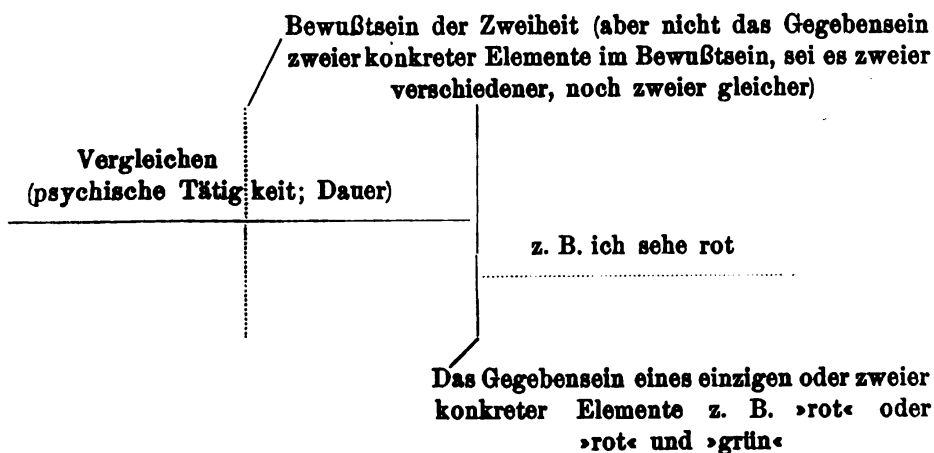 Bewußtsein der Zweiheit (aber nicht das Gegebensein
zweier konkreter Elemente im Bewußtsein, sei es zweier
verschiedener, noch zweier gleicher)
Vergleichen
(psychische Tätigkeit; Dauer)
z. B. ich sehe rot
Das Gegebensein eines einzigen oder zweier
konkreter Elemente z. B. »rot« oder
»rot« und »grün«